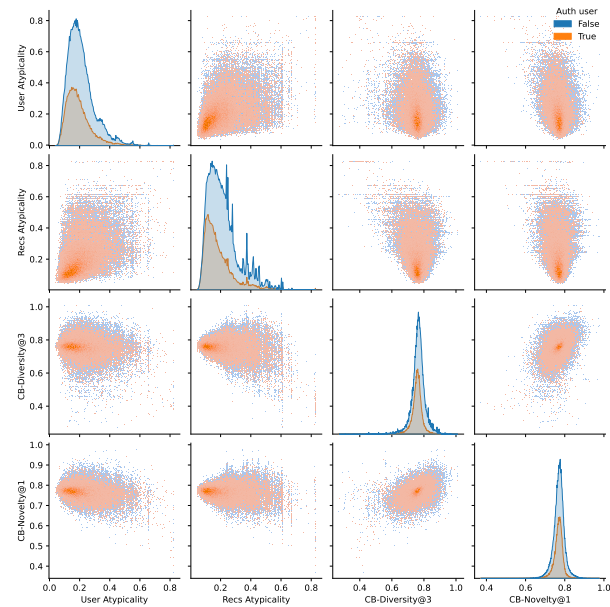 Auth user
False
True
User Atypicality
0.8
0.6
0.4
0.2
0.0
Recs Atypicality
0.8
0.6
0.4
0.2
CB-Diversity@3
1.0
0.8
0.6
0.4
CB-Novelty@1
1.0
0.9
0.8
0.7
0.6
0.5
0.4
0.0 0.2 0.4 0.6 0.8
0.0 0.2 0.4 0.6 0.8
0.4 0.6 0.8 1.0
0.4 0.6 0.8 1.0
User Atypicality Recs Atypicality CB-Diversity@3 CB-Novelty@1